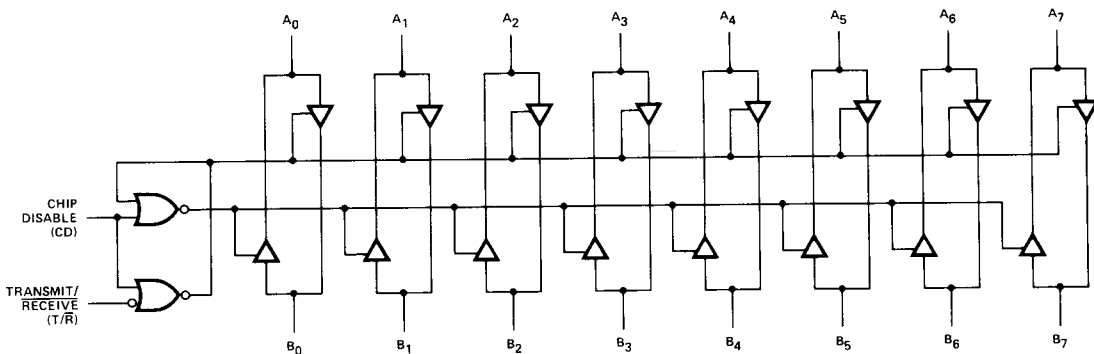 A0 A1 A2 A3 A4 A5 A6 A7
CHIP
DISABLE
(CD)
TRANSMIT/
RECEIVE
(T/R̅)
B0 B1 B2 B3 B4 B5 B6 B7